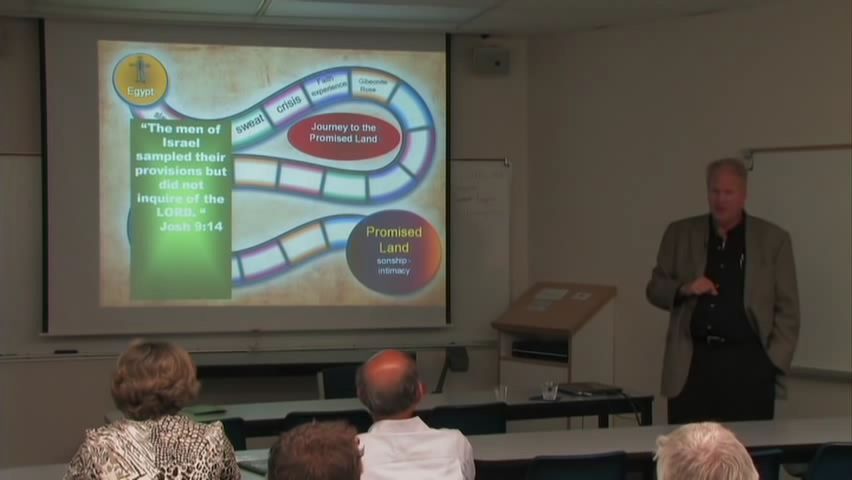 Egypt
sweat
crisis
Faith
experience
Gibeonite
Ruse
Journey to the
Promised Land
"The men of
Israel
sampled their
provisions but
did not
inquire of the
LORD. "
Josh 9:14
Promised
Land
sonship -
intimacy